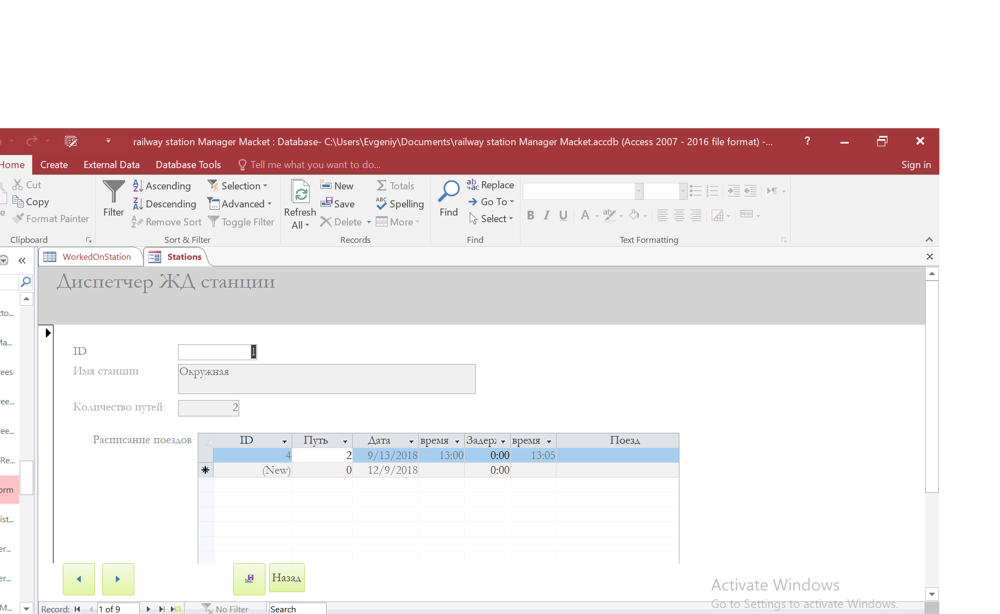 railway station Manager Macket : Database- C:\Users\Evgeniy\Documents\railway station Manager Macket.accdb (Access 2007 - 2016 file format) -... ?
Home Create External Data Database Tools Tell me what you want to do... Sign in
Cut
Copy
Format Painter
Clipboard
Filter
Ascending
Descending
Remove Sort
Selection
Advanced
Toggle Filter
Sort & Filter
Refresh
All
New
Save
Delete
Totals
Spelling
More
Records
Find
Replace
Go To
Select
Find
B I U A
Text Formatting
WorkedOnStation Stations
Диспетчер ЖД станции
ID 1
Имя станции Окружная
Количество путей 2
Расписание поездов
ID Путь Дата время Задер время Поезд
4 2 9/13/2018 13:00 0:00 13:05
(New) 0 12/9/2018 0:00
cto...
Ma...
ees
ee...
ee...
Re...
orm
ist...
er...
er...
M...
Назад
Activate Windows
Go to Settings to activate Windows.
Record: 1 of 9 No Filter Search